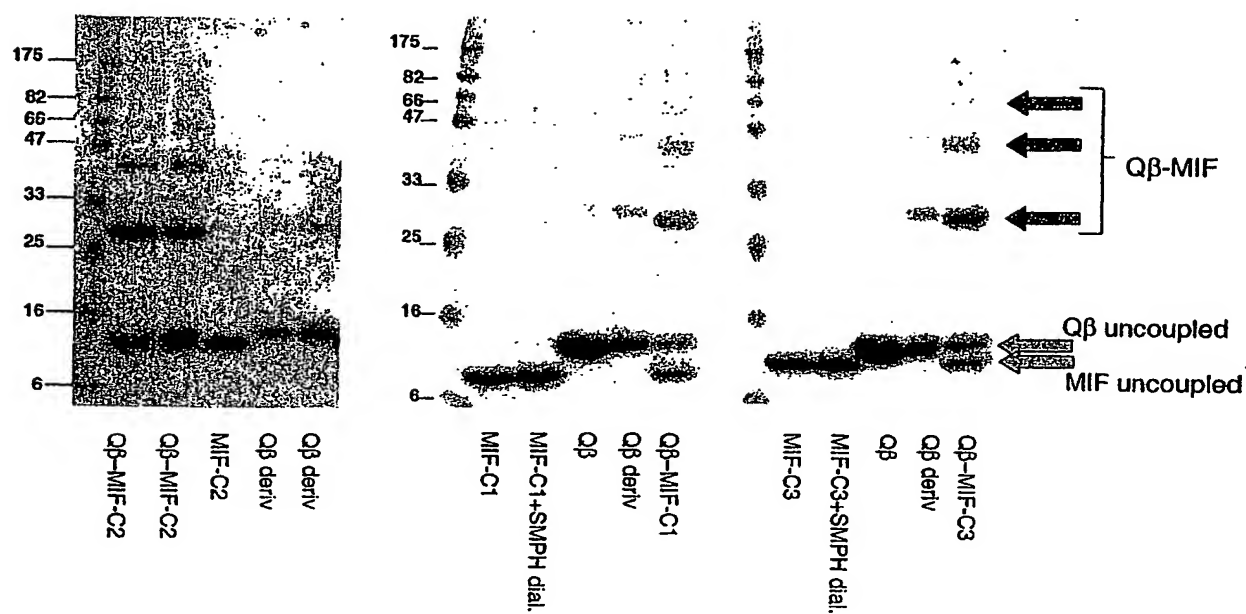 175
82
66
47
33
25
16
6
Qβ–MIF-C2
Qβ–MIF-C2
MIF-C2
Qβ deriv
Qβ deriv
175
82
66
47
33
25
16
6
MIF-C1
MIF-C1+SMPH dial.
Qβ
Qβ deriv
Qβ–MIF-C1
MIF-C3
MIF-C3+SMPH dial.
Qβ
Qβ deriv
Qβ–MIF-C3
Qβ-MIF
Qβ uncoupled
MIF uncoupled